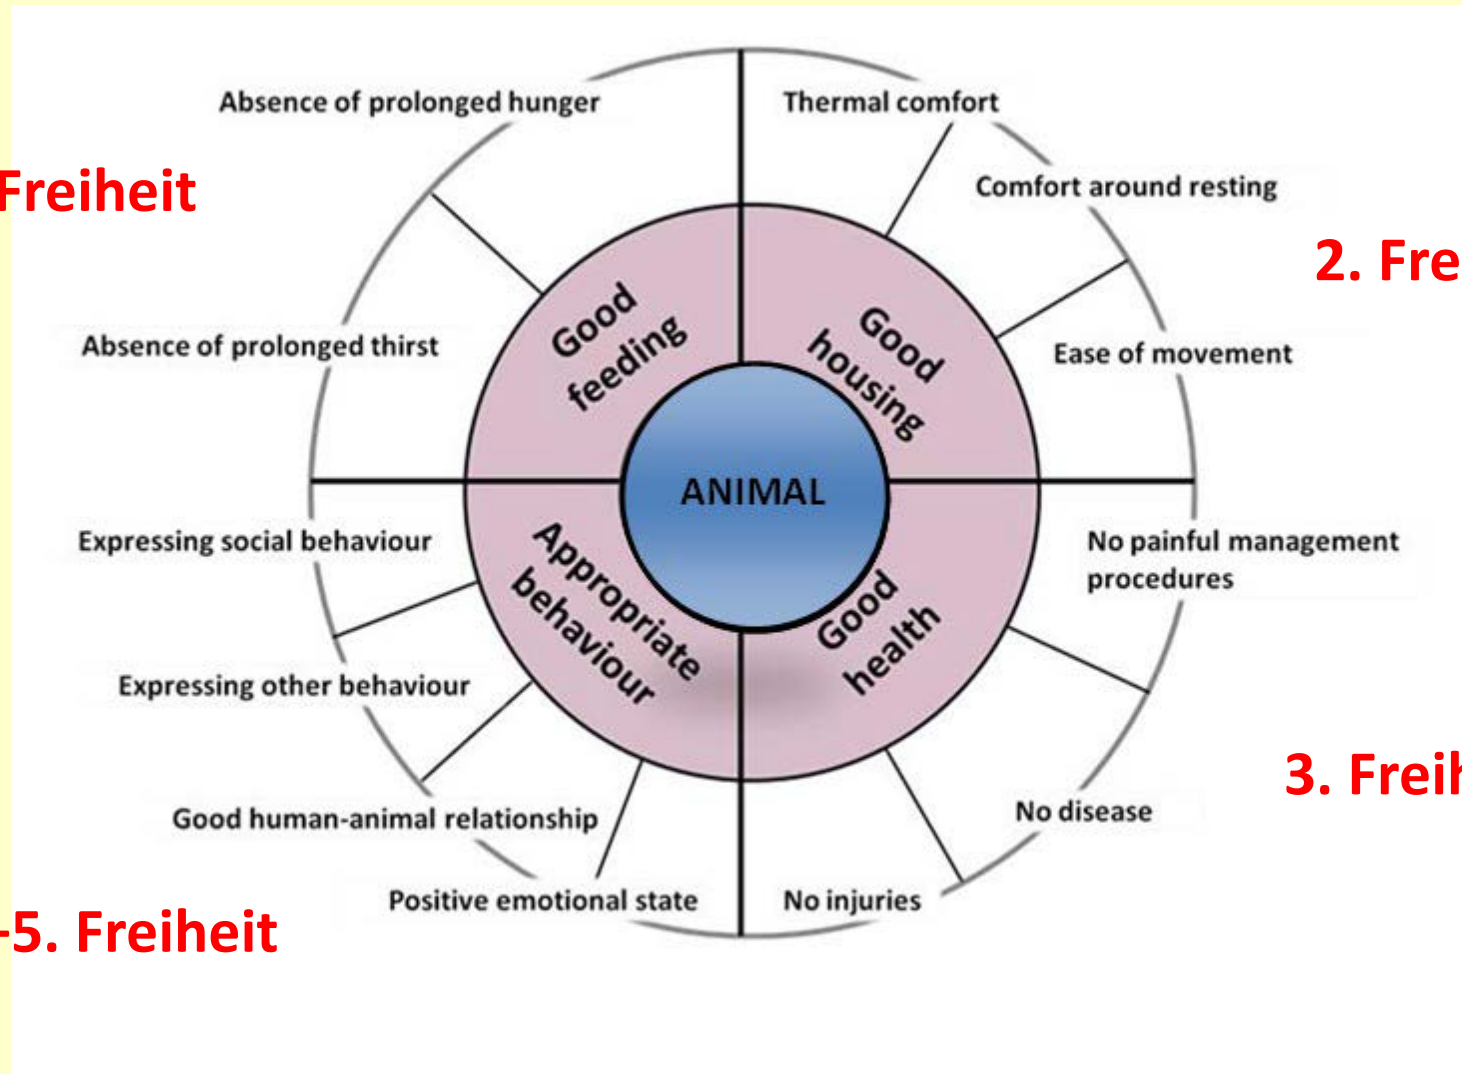 Absence of prolonged hunger
Thermal comfort
Freiheit
Comfort around resting
2. Fre
Absence of prolonged thirst
Good
feeding
Good
housing
Ease of movement
ANIMAL
Expressing social behaviour
Appropriate
behaviour
Good
health
No painful management
procedures
Expressing other behaviour
3. Freih
Good human-animal relationship
No disease
Positive emotional state
No injuries
-5. Freiheit